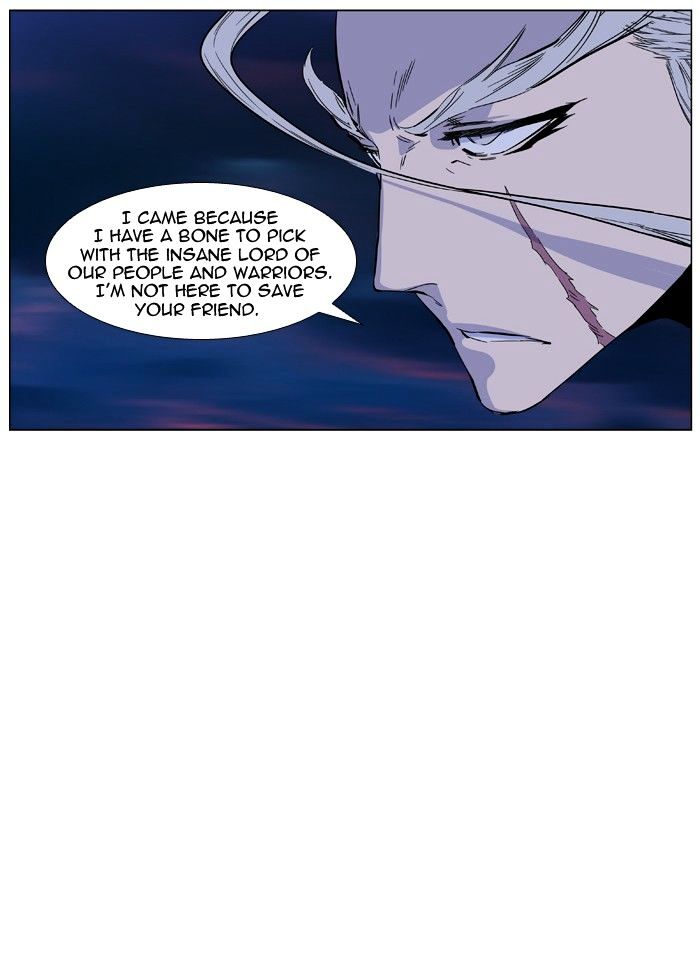 I CAME BECAUSE
I HAVE A BONE TO PICK
WITH THE INSANE LORD OF
OUR PEOPLE AND WARRIORS.
I'M NOT HERE TO SAVE
YOUR FRIEND.